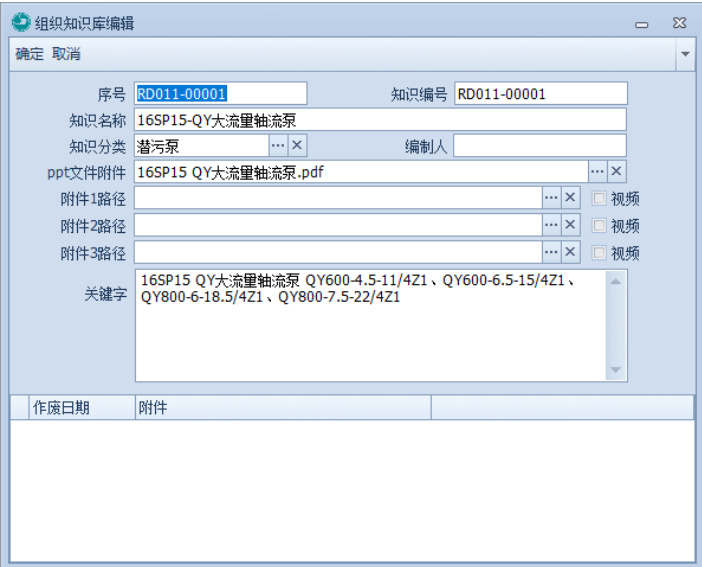 组织知识库编辑
确定 取消
序号 RD011-00001 知识编号 RD011-00001
知识名称 16SP15-QY大流量轴流泵
知识分类 潜污泵 ··· 编制人
ppt文件附件 16SP15 QY大流量轴流泵.pdf ···
附件1路径 ··· 视频
附件2路径 ··· 视频
附件3路径 ··· 视频
关键字 16SP15 QY大流量轴流泵 QY600-4.5-11/4Z1、QY600-6.5-15/4Z1、
QY800-6-18.5/4Z1、QY800-7.5-22/4Z1
作废日期 附件